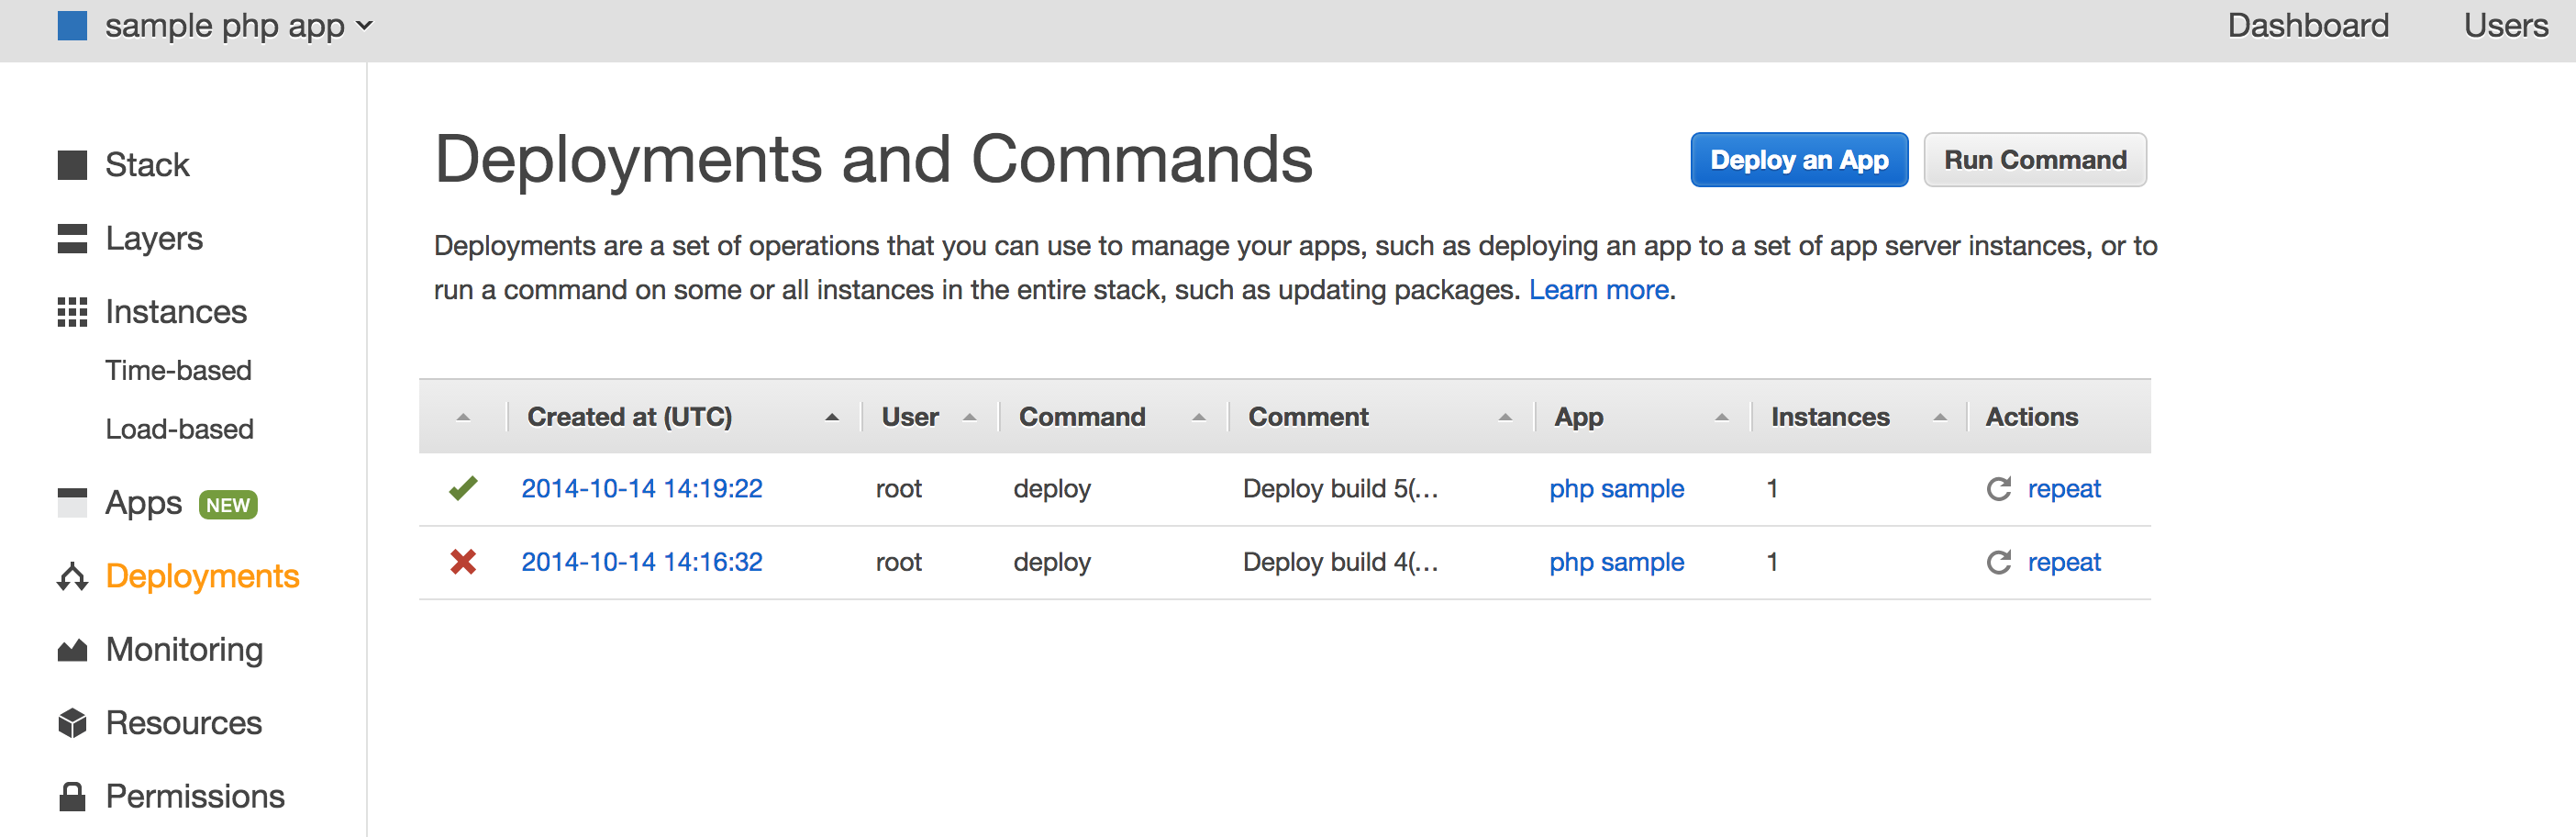 sample php app
Dashboard
Users
Stack
Layers
Instances
Time-based
Load-based
Apps NEW
Deployments
Monitoring
Resources
Permissions
Deployments and Commands
Deploy an App
Run Command
Deployments are a set of operations that you can use to manage your apps, such as deploying an app to a set of app server instances, or to
run a command on some or all instances in the entire stack, such as updating packages. Learn more.
Created at (UTC) User Command Comment App Instances Actions
2014-10-14 14:19:22 root deploy Deploy build 5(... php sample 1 repeat
2014-10-14 14:16:32 root deploy Deploy build 4(... php sample 1 repeat